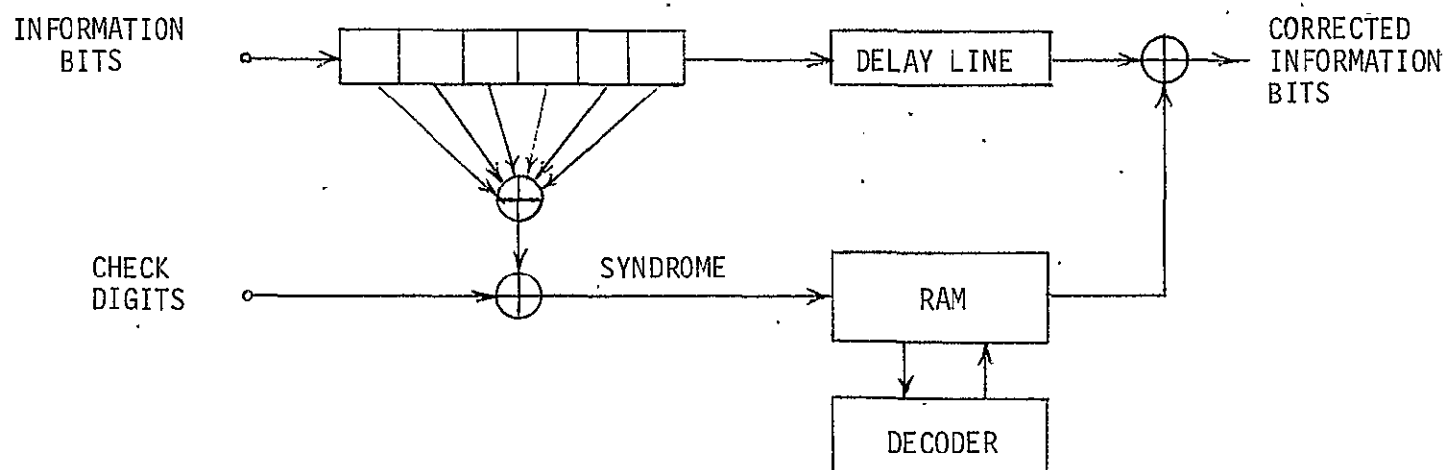 INFORMATION
BITS
DELAY LINE
CORRECTED
INFORMATION
BITS
CHECK
DIGITS
SYNDROME
RAM
DECODER